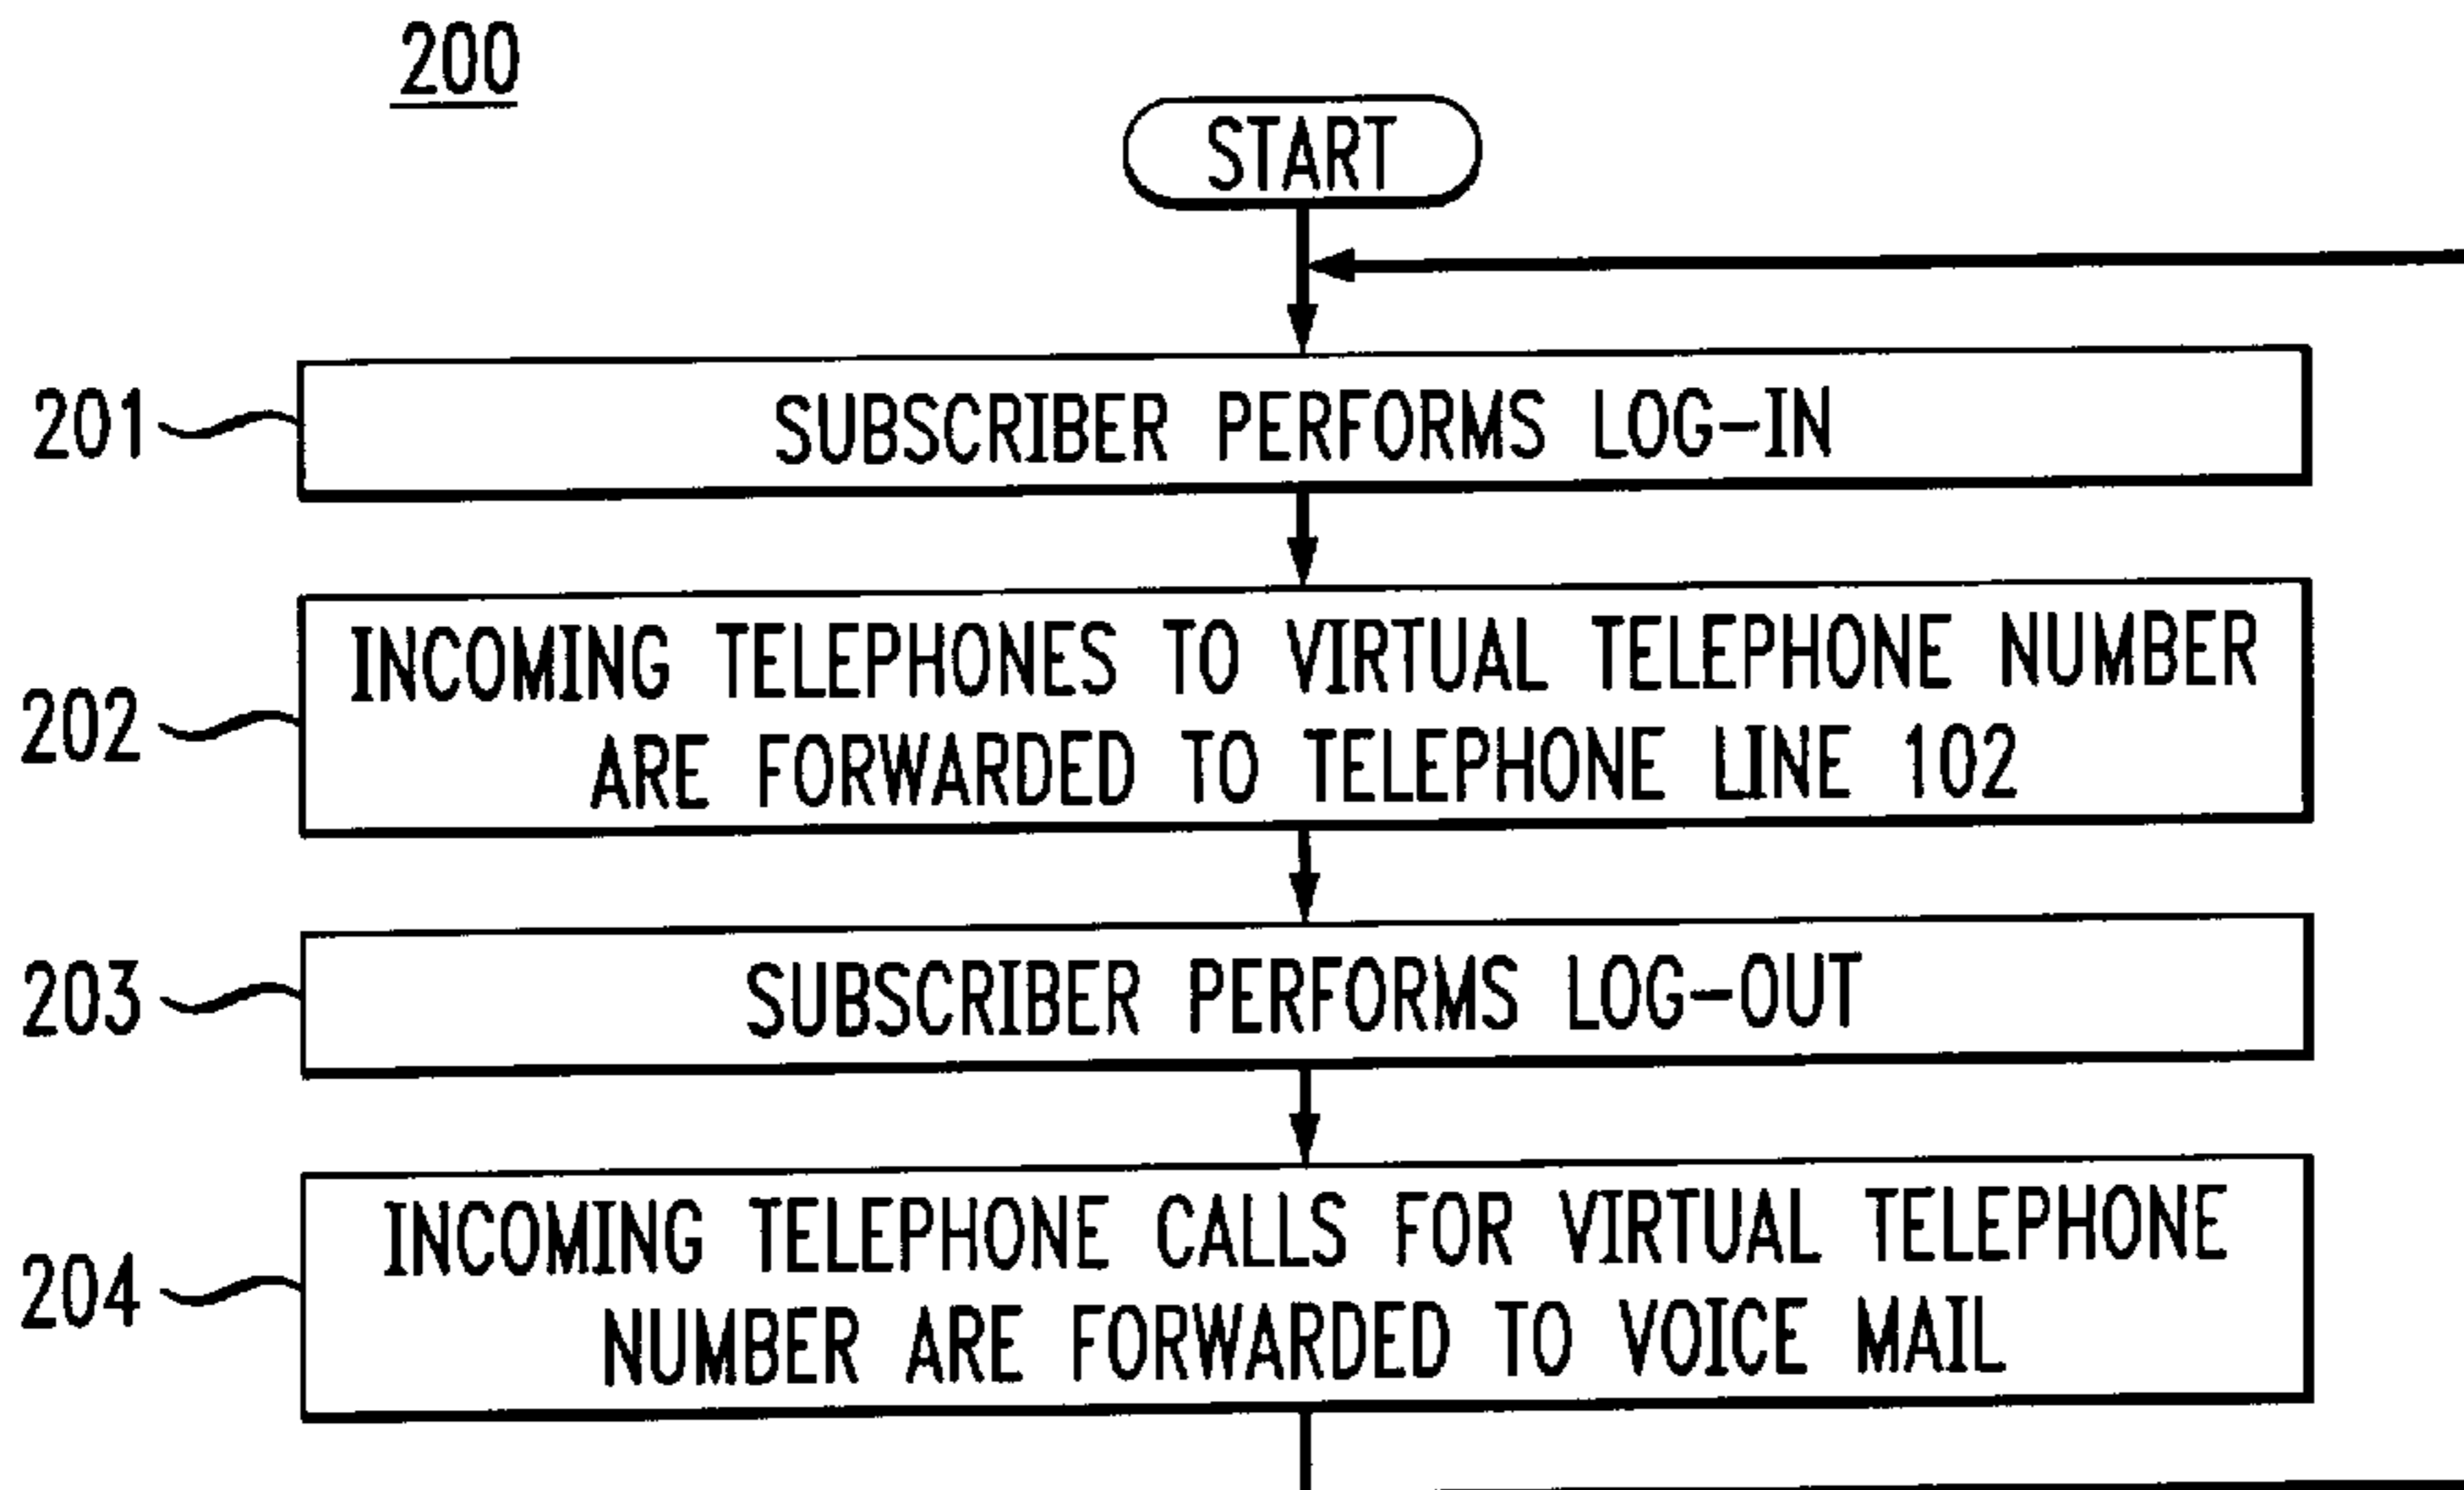 200
START
201
SUBSCRIBER PERFORMS LOG-IN
202
INCOMING TELEPHONES TO VIRTUAL TELEPHONE NUMBER
ARE FORWARDED TO TELEPHONE LINE 102
203
SUBSCRIBER PERFORMS LOG-OUT
204
INCOMING TELEPHONE CALLS FOR VIRTUAL TELEPHONE
NUMBER ARE FORWARDED TO VOICE MAIL